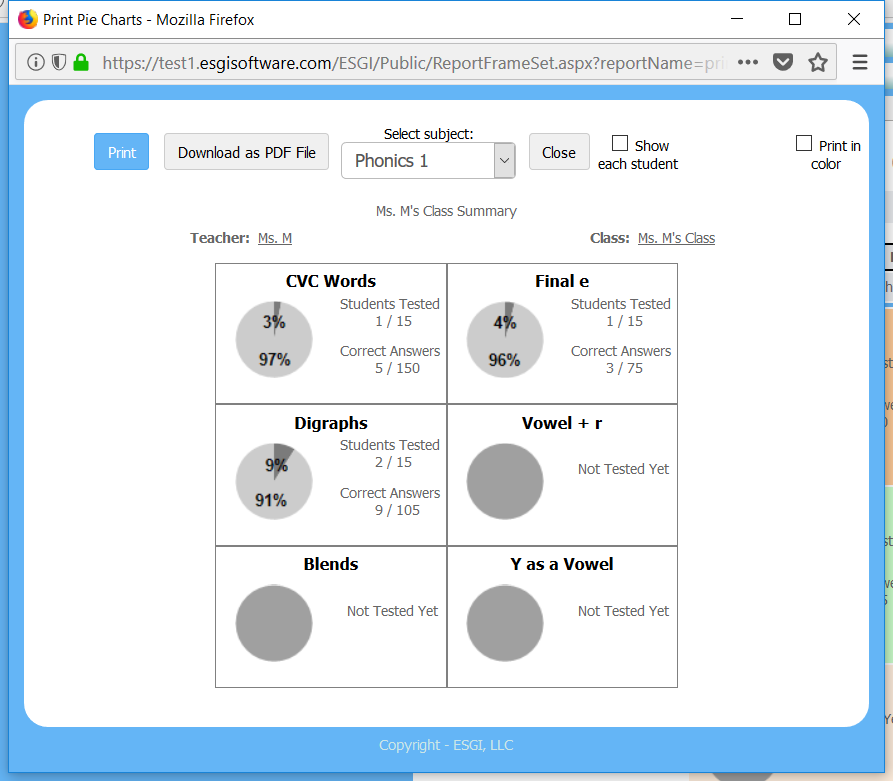 Print Pie Charts - Mozilla Firefox
https://test1.esgisoftware.com/ESGI/Public/ReportFrameSet.aspx?reportName=pri
Print
Download as PDF File
Select subject:
Phonics 1
Close
Show
each student
Print in
color
Ms. M's Class Summary
Teacher: Ms. M
Class: Ms. M's Class
CVC Words
3%
97%
Students Tested
1 / 15
Correct Answers
5 / 150
Final e
4%
96%
Students Tested
1 / 15
Correct Answers
3 / 75
Digraphs
9%
91%
Students Tested
2 / 15
Correct Answers
9 / 105
Vowel + r
Not Tested Yet
Blends
Not Tested Yet
Y as a Vowel
Not Tested Yet
Copyright - ESGI, LLC